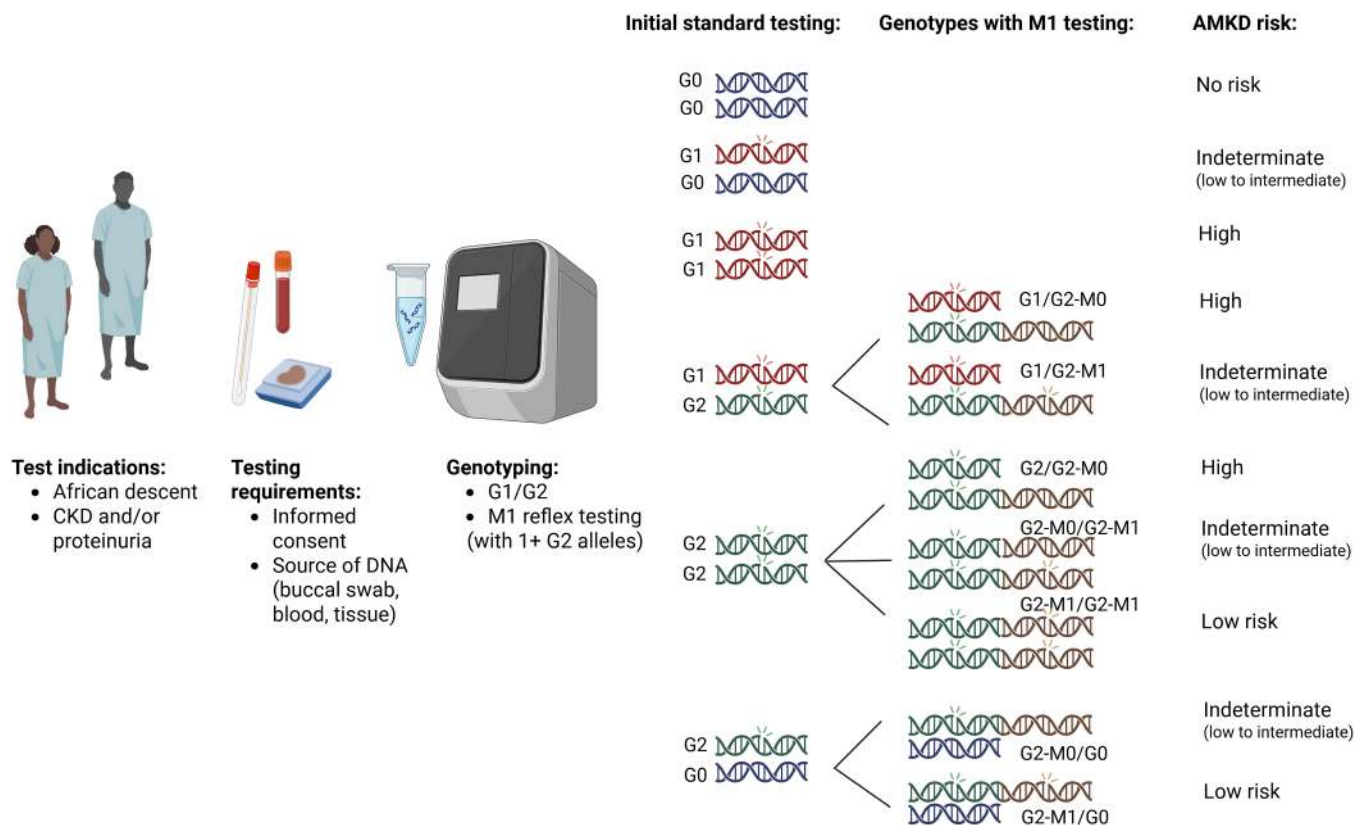 Initial standard testing:
Genotypes with M1 testing:
AMKD risk:
G0
G0
No risk
G1
G0
Indeterminate
(low to intermediate)
G1
G1
High
G1
G2
G1/G2-M0
High
G1/G2-M1
Indeterminate
(low to intermediate)
G2
G2
G2/G2-M0
High
G2-M0/G2-M1
Indeterminate
(low to intermediate)
G2-M1/G2-M1
Low risk
G2
G0
G2-M0/G0
Indeterminate
(low to intermediate)
G2-M1/G0
Low risk
Test indications:
• African descent
• CKD and/or
proteinuria
Testing
requirements:
• Informed
consent
• Source of DNA
(buccal swab,
blood, tissue)
Genotyping:
• G1/G2
• M1 reflex testing
(with 1+ G2 alleles)